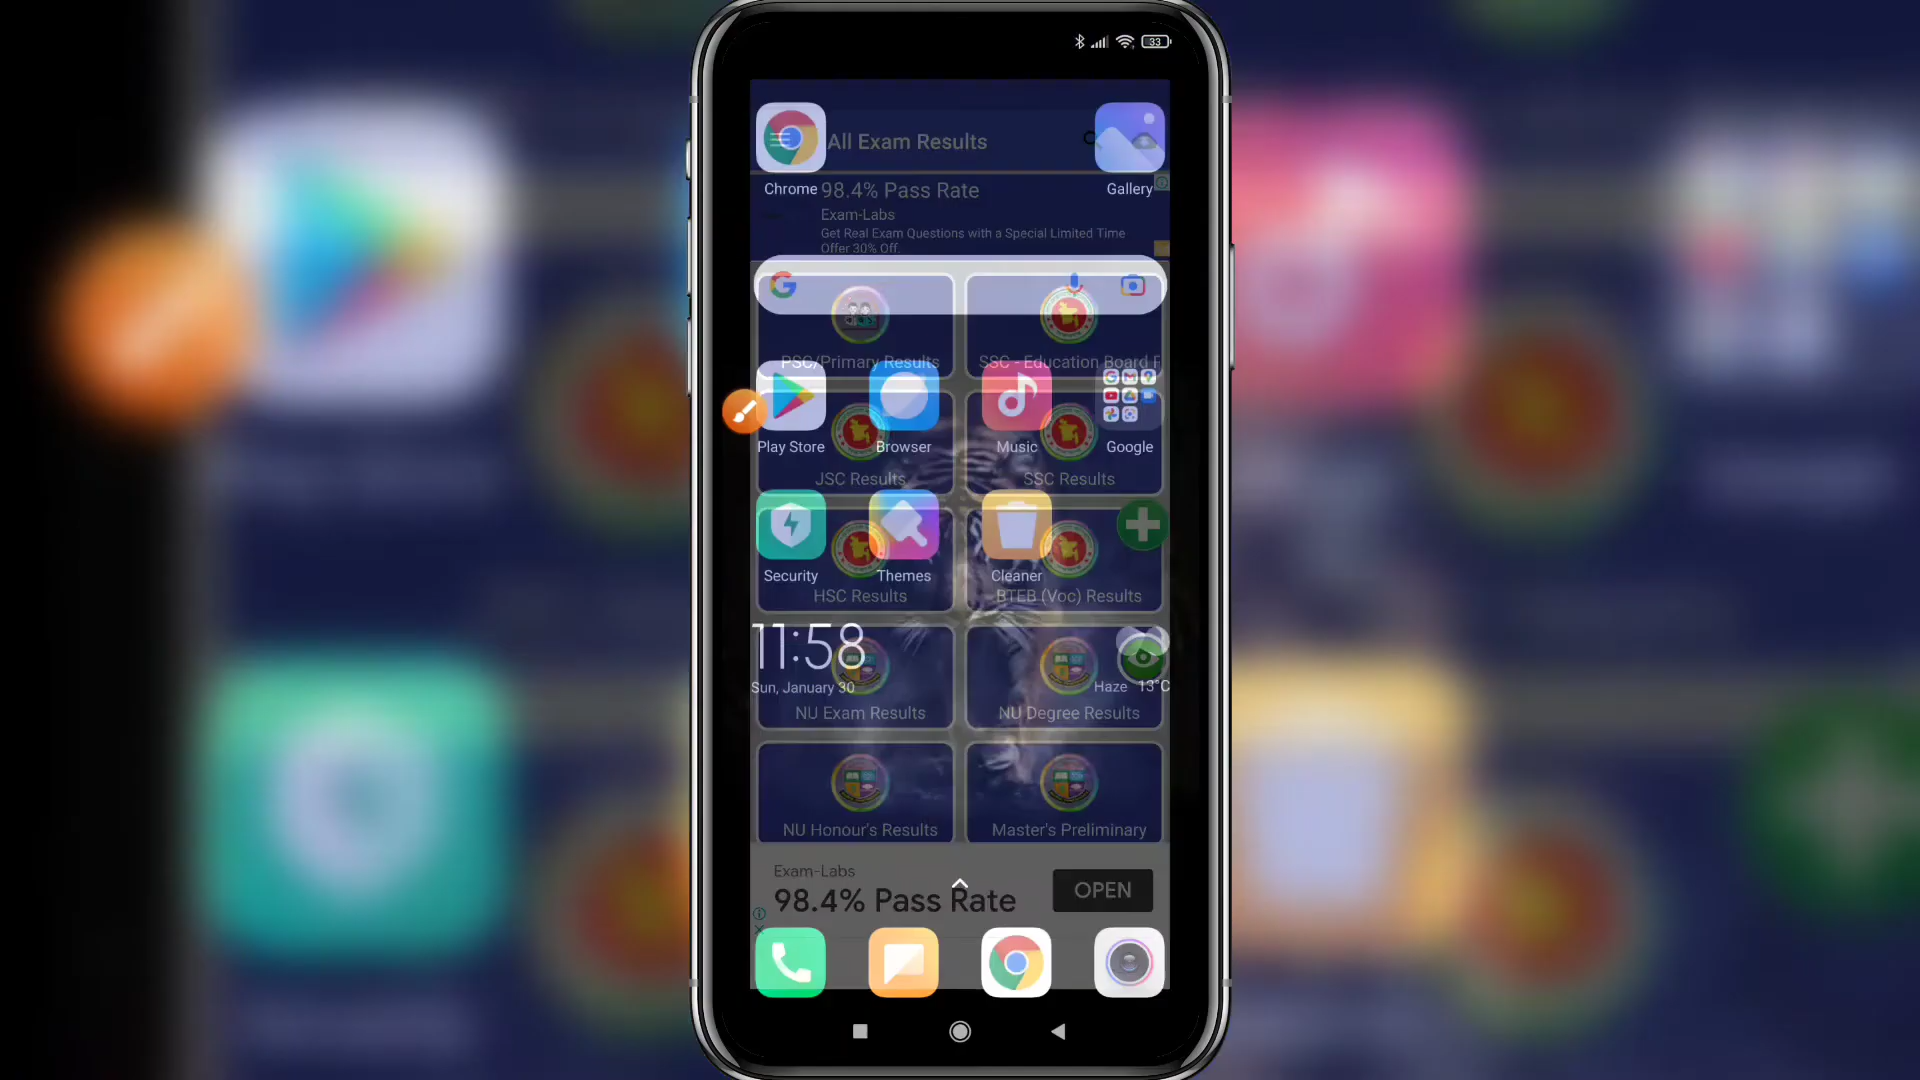 33
All Exam Results
Chrome
98.4% Pass Rate
Gallery
Exam-Labs
Get Real Exam Questions with a Special Limited Time
Offer 30% Off.
PSC/Primary Results
SSC - Education Board
Play Store
Browser
Music
Google
JSC Results
SSC Results
Security
Themes
Cleaner
HSC Results
BTEB (Voc) Results
11:58
Sun, January 30
Haze 13°C
NU Exam Results
NU Degree Results
NU Honour's Results
Master's Preliminary
Exam-Labs
98.4% Pass Rate
OPEN